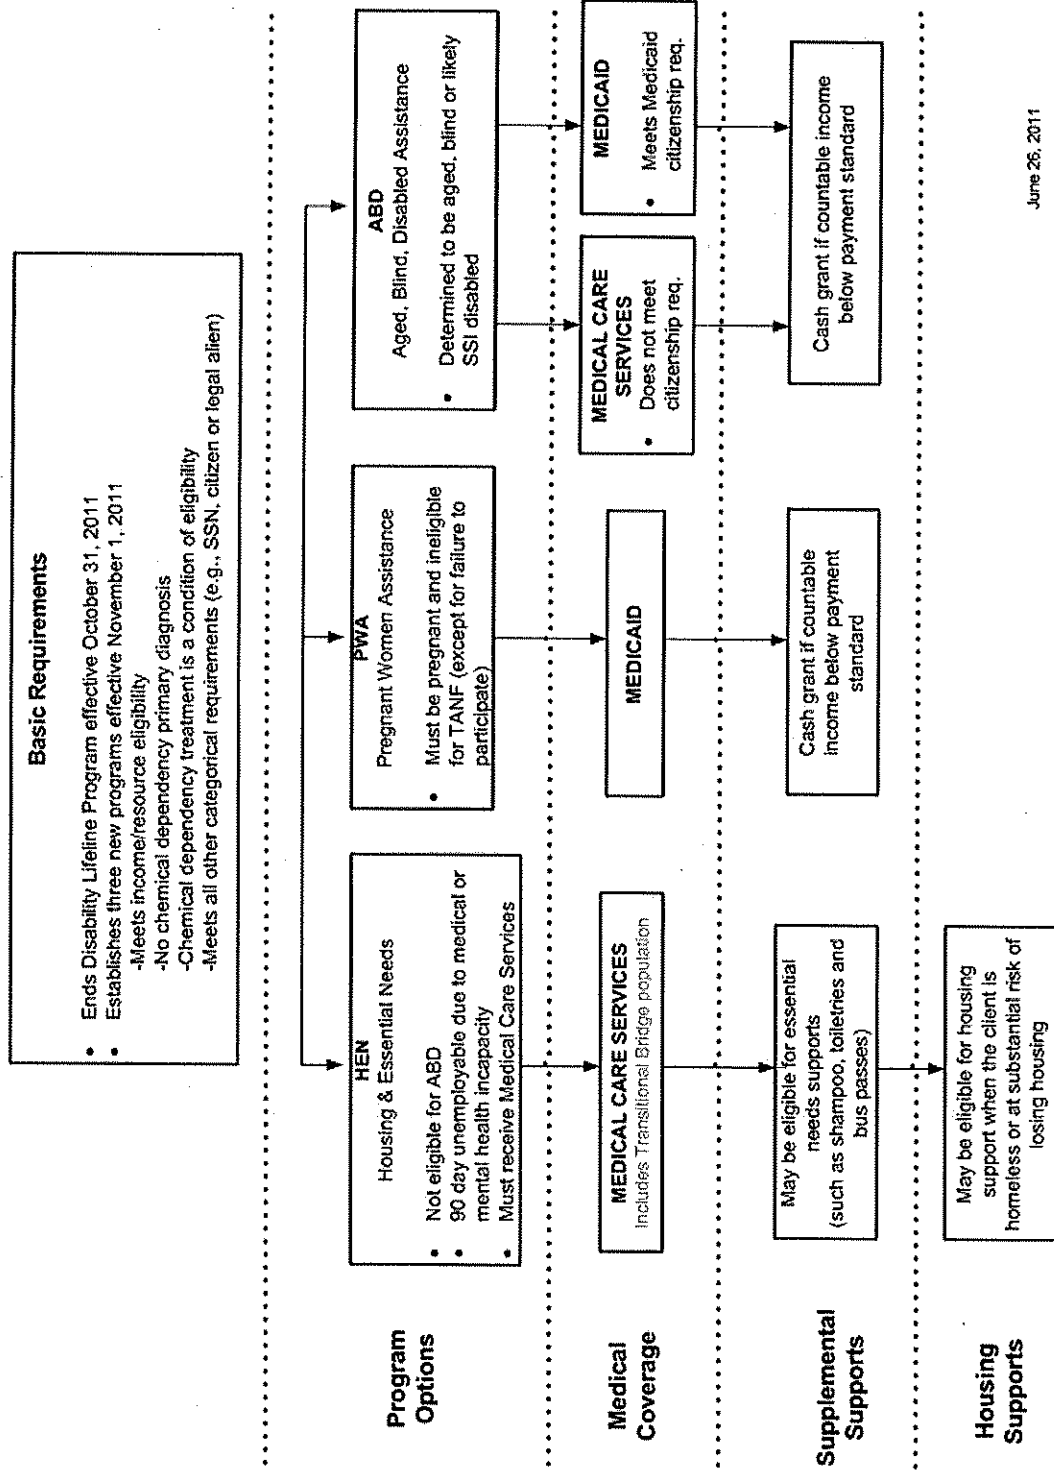 Basic Requirements
• Ends Disability Lifeline Program effective October 31, 2011
• Establishes three new programs effective November 1, 2011
-Meets income/resource eligibility
-No chemical dependency primary diagnosis
-Chemical dependency treatment is a condition of eligibility
-Meets all other categorical requirements (e.g., SSN, citizen or legal alien)
Program
Options
HEN
Housing & Essential Needs
• Not eligible for ABD
• 90 day unemployable due to medical or
mental health incapacity
• Must receive Medical Care Services
PWA
Pregnant Women Assistance
• Must be pregnant and ineligible
for TANF (except for failure to
participate)
ABD
Aged, Blind, Disabled Assistance
• Determined to be aged, blind or likely
SSI disabled
Medical
Coverage
MEDICAL CARE SERVICES
Includes Transitional Bridge population
MEDICAID
MEDICAL CARE
SERVICES
• Does not meet
citizenship req.
MEDICAID
• Meets Medicaid
citizenship req.
Supplemental
Supports
May be eligible for essential
needs supports
(such as shampoo, toiletries and
bus passes)
Cash grant if countable
income below payment
standard
Cash grant if countable income
below payment standard
Housing
Supports
May be eligible for housing
support when the client is
homeless or at substantial risk of
losing housing
June 26, 2011